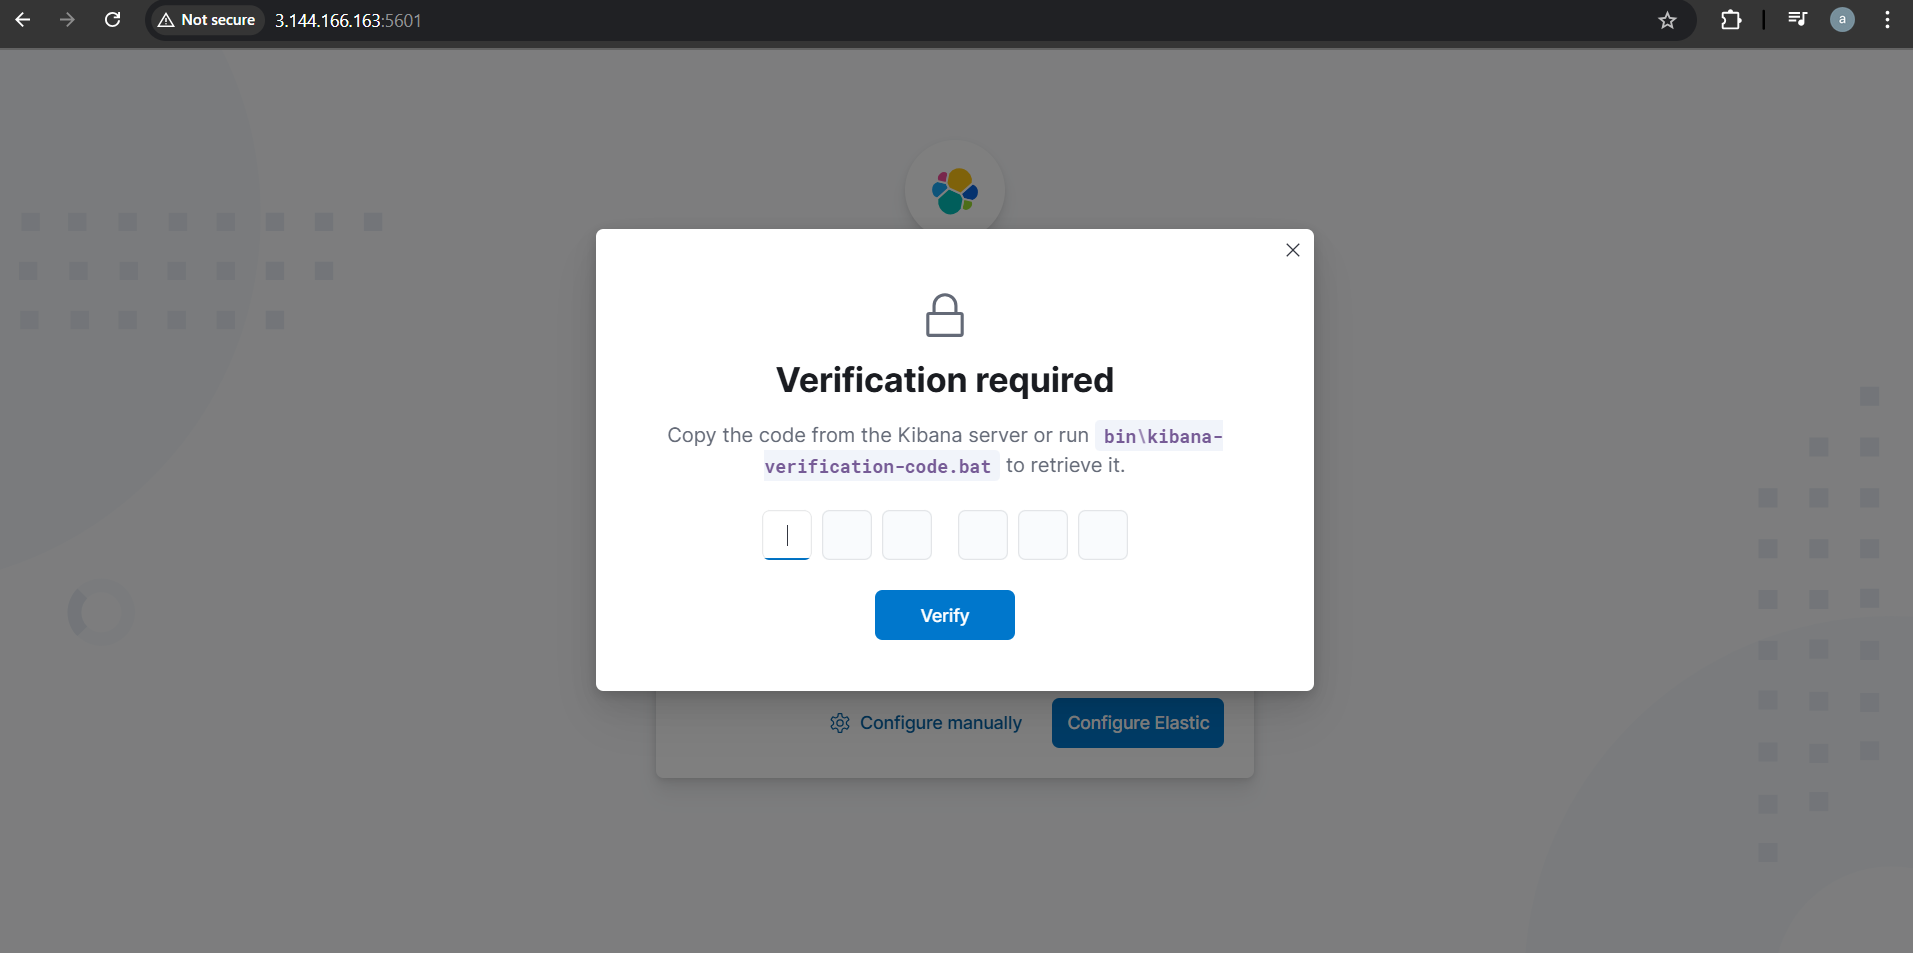 Not secure 3.144.166.163:5601 a
Verification required
Copy the code from the Kibana server or run bin\kibana-
verification-code.bat to retrieve it.
Verify
Configure manually Configure Elastic